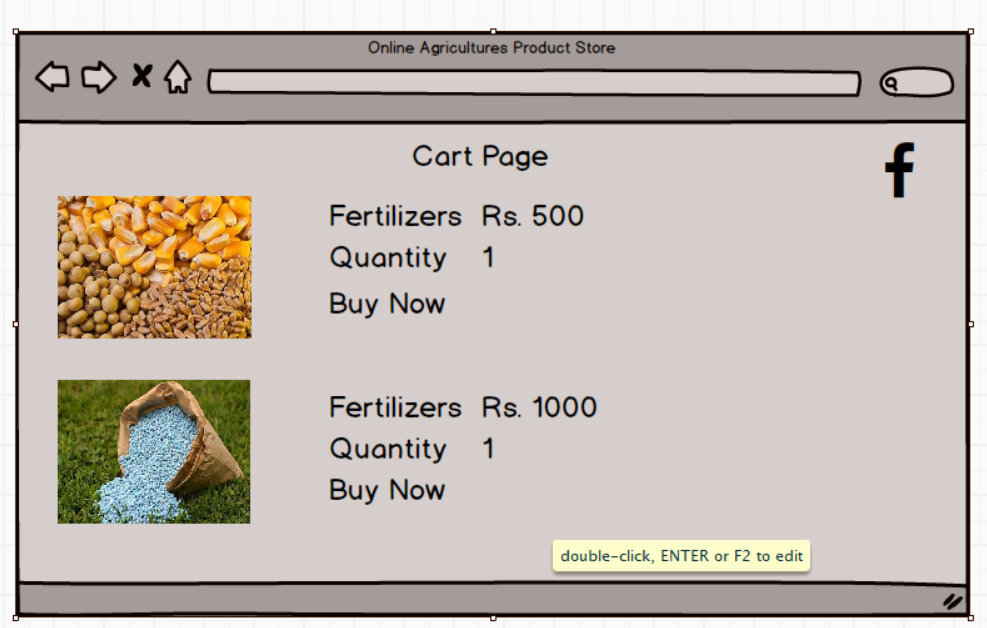 Online Agricultures Product Store
Cart Page
Fertilizers Rs. 500
Quantity 1
Buy Now
Fertilizers Rs. 1000
Quantity 1
Buy Now
double-click, ENTER or F2 to edit